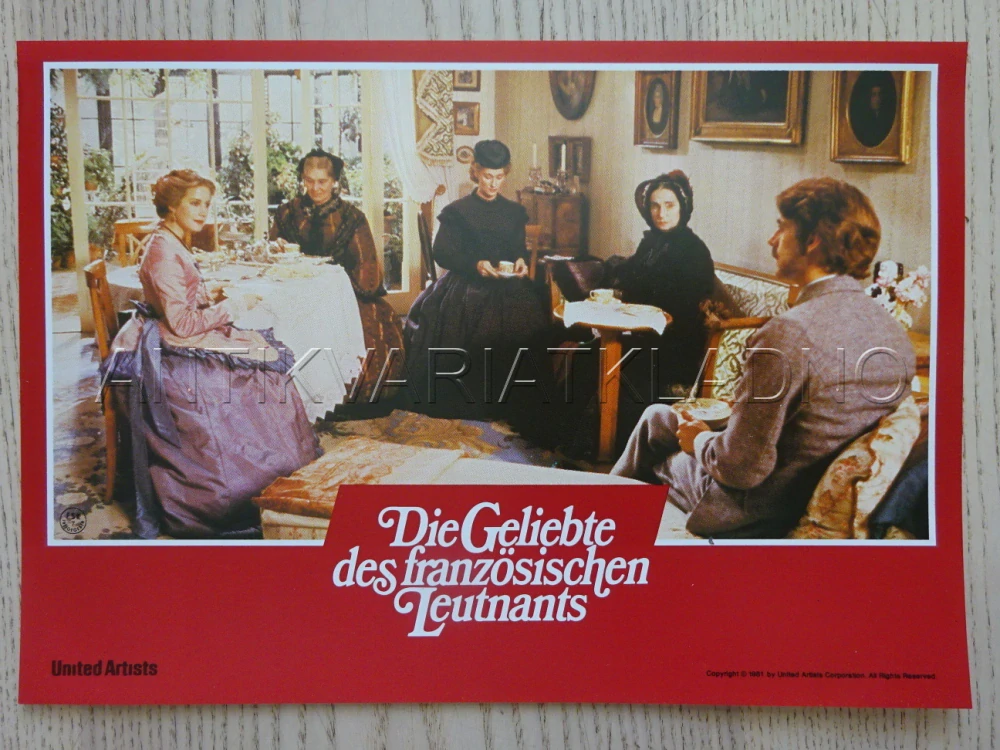 ANTIKVARIATKLADNO
Die Geliebte
des französischen
Leutnants
United Artists
Copyright © 1981 by United Artists Corporation. All Rights Reserved.